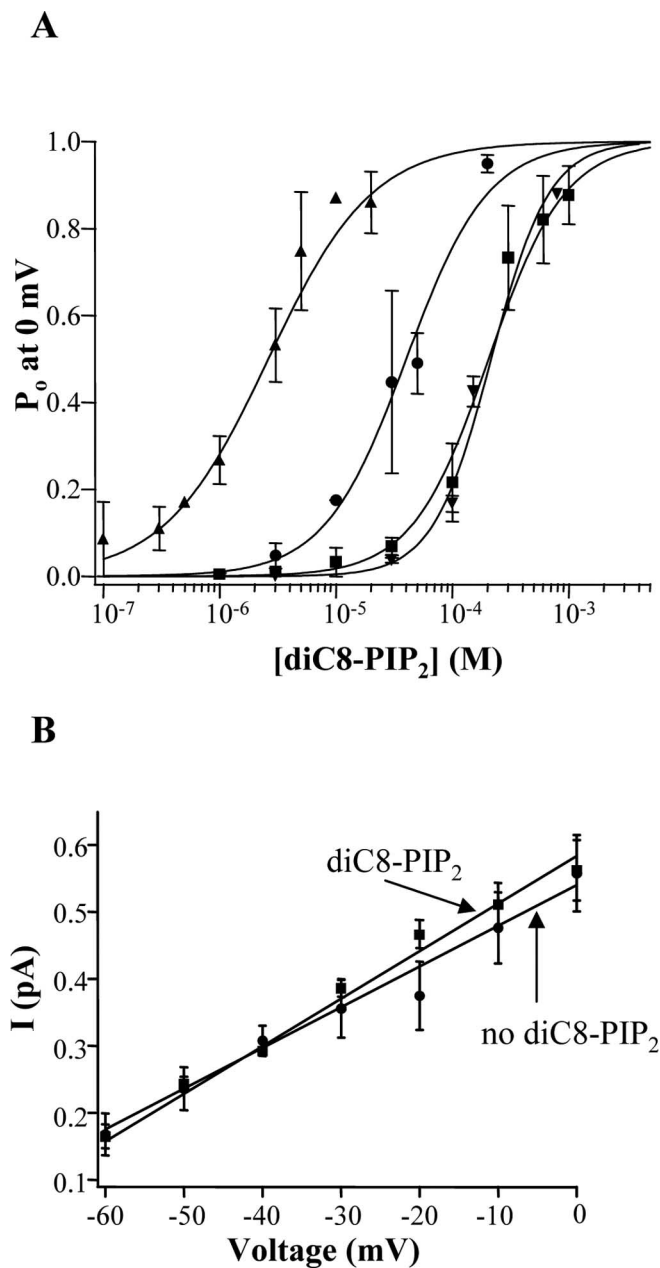 A
1.0
0.8
0.6
0.4
0.2
0.0
P₀ at 0 mV
10⁻⁷ 10⁻⁶ 10⁻⁵ 10⁻⁴ 10⁻³
[diC8-PIP₂] (M)
B
0.6
0.5
0.4
0.3
0.2
0.1
I (pA)
diC8-PIP₂
no diC8-PIP₂
-60 -50 -40 -30 -20 -10 0
Voltage (mV)